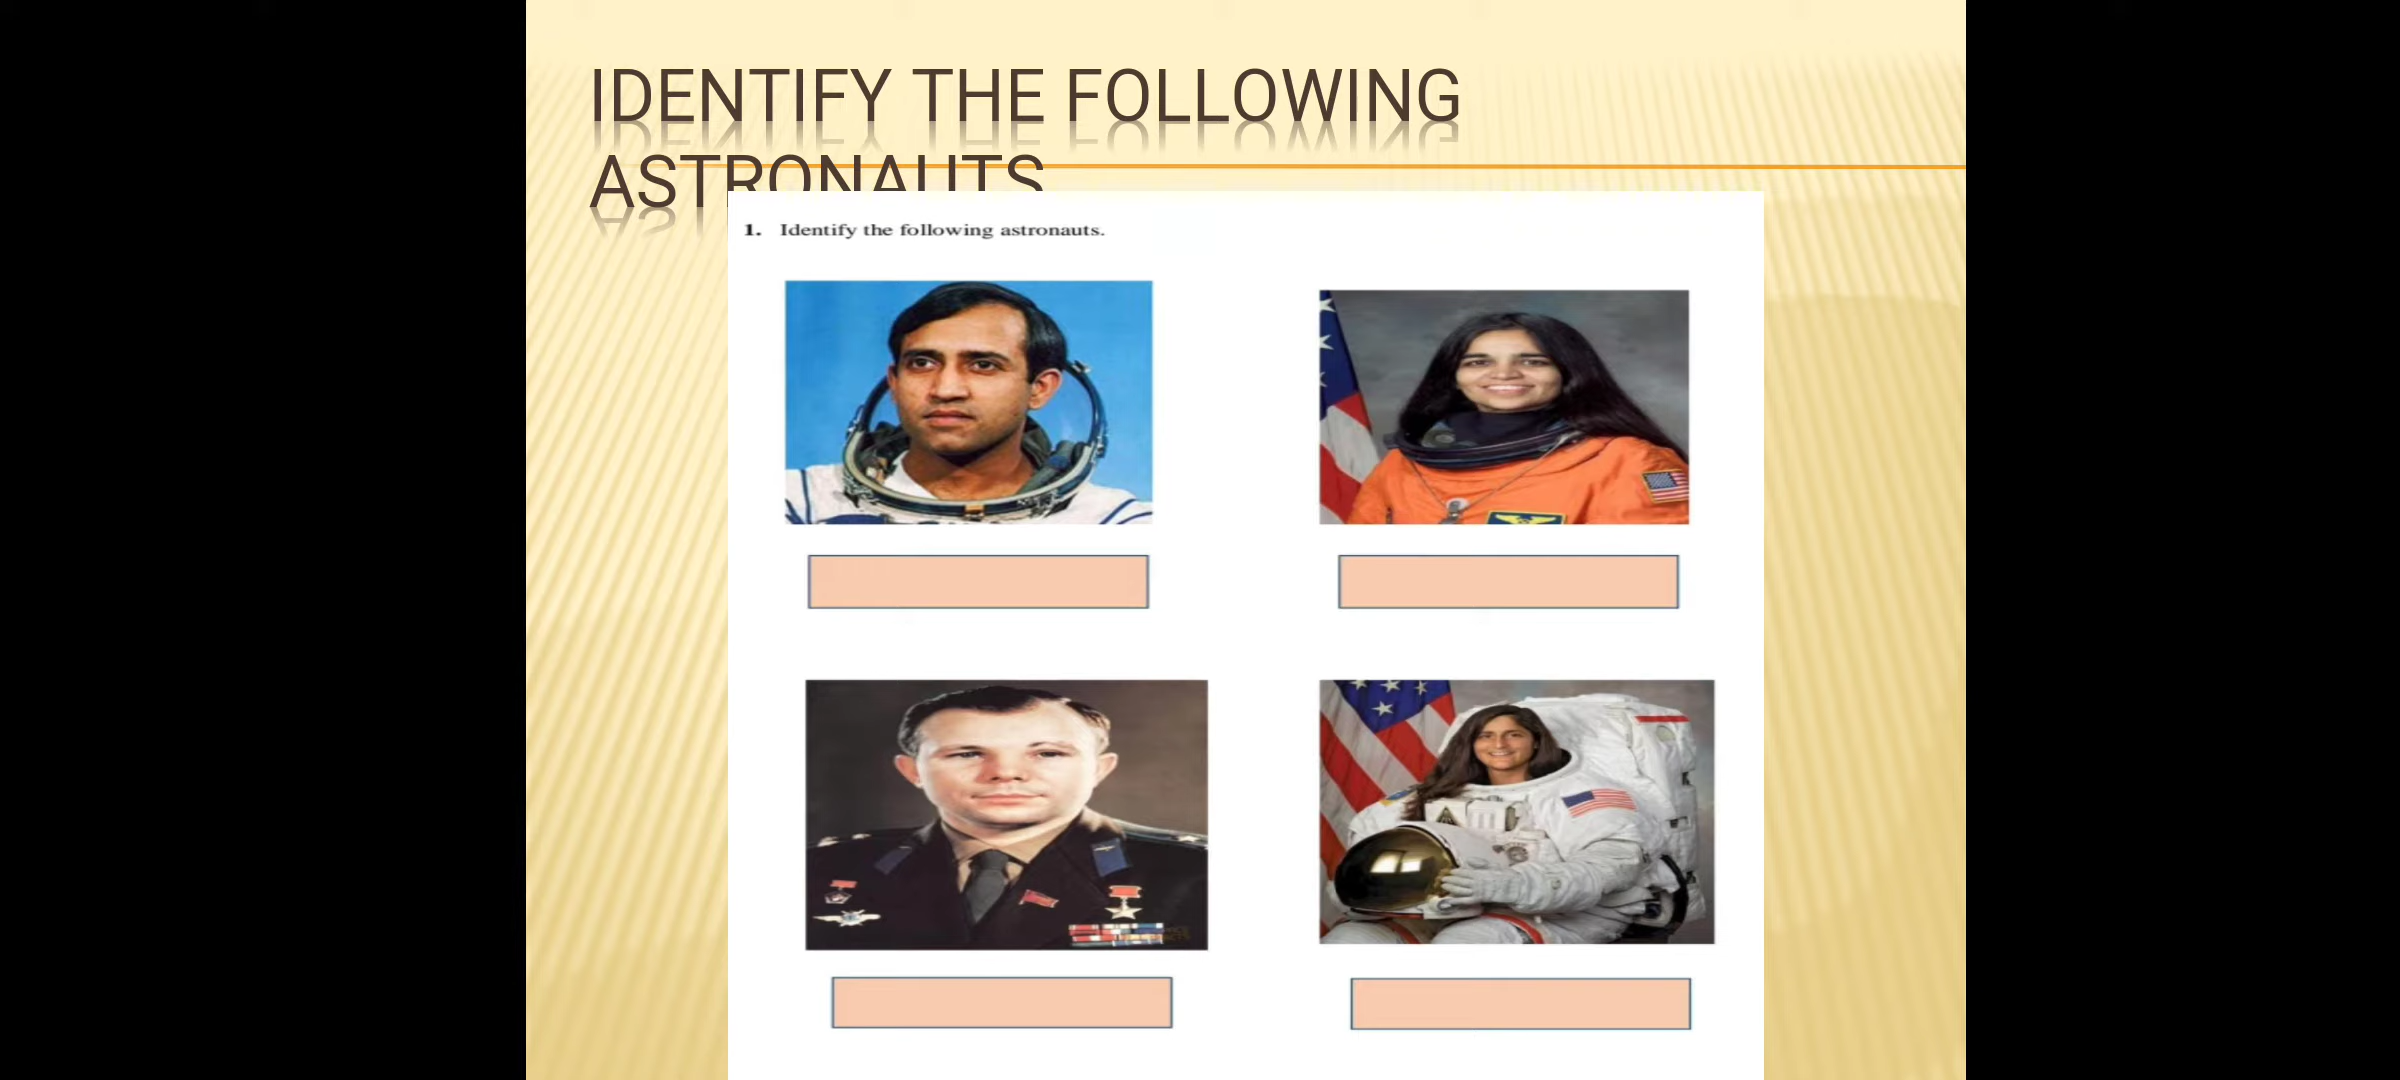 IDENTIFY THE FOLLOWING
ASTRONAUTS
1. Identify the following astronauts.